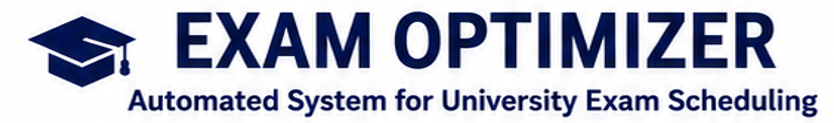 EXAM OPTIMIZER
Automated System for University Exam Scheduling